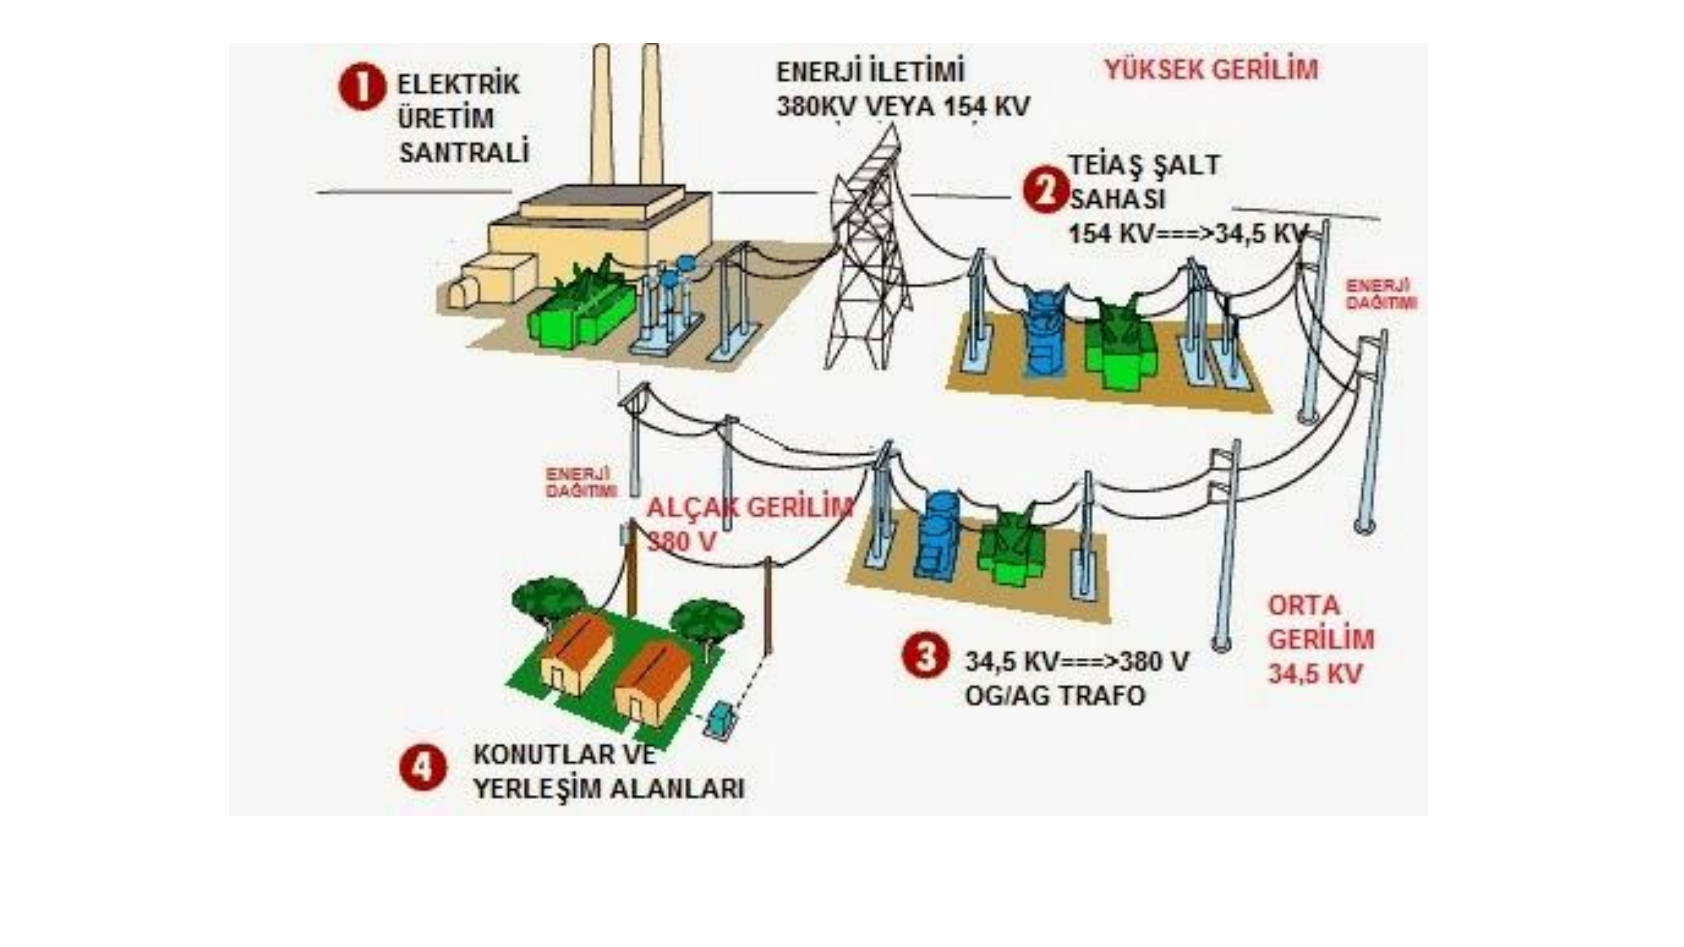 1
ELEKTRİK
ÜRETİM
SANTRALİ
ENERJİ İLETİMİ
380KV VEYA 154 KV
YÜKSEK GERİLİM
2
TEİAŞ ŞALT
SAHASI
154 KV===>34,5 KV
ENERJİ
DAĞITIMI
ENERJİ
DAĞITIMI
ALÇAK GERİLİM
380 V
ORTA
GERİLİM
34,5 KV
3
34,5 KV===>380 V
OG/AG TRAFO
4
KONUTLAR VE
YERLEŞİM ALANLARI